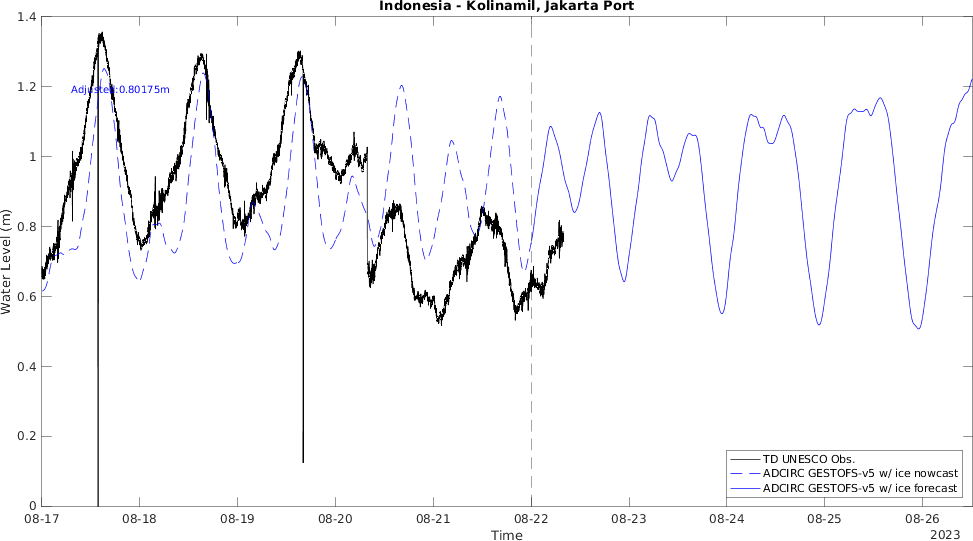 Indonesia - Kolinamil, Jakarta Port
1.4
1.2
1
0.8
0.6
0.4
0.2
0
Water Level (m)
Adjusted:0.80175m
TD UNESCO Obs.
ADCIRC GESTOFS-v5 w/ ice nowcast
ADCIRC GESTOFS-v5 w/ ice forecast
08-17 08-18 08-19 08-20 08-21 08-22 08-23 08-24 08-25 08-26
Time
2023